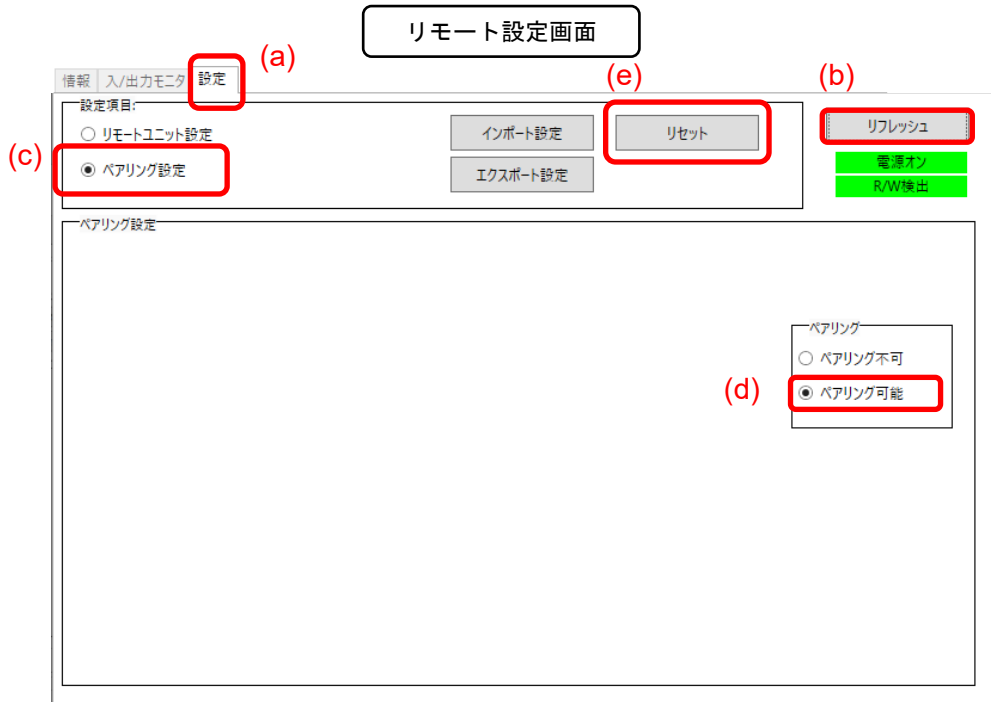 リモート設定画面
(a)
(e)
(b)
情報 入/出力モニタ 設定
設定項目:
リモートユニット設定
インポート設定
リセット
リフレッシュ
(c)
ペアリング設定
エクスポート設定
電源オン
R/W検出
ペアリング設定
ペアリング
ペアリング不可
(d)
ペアリング可能